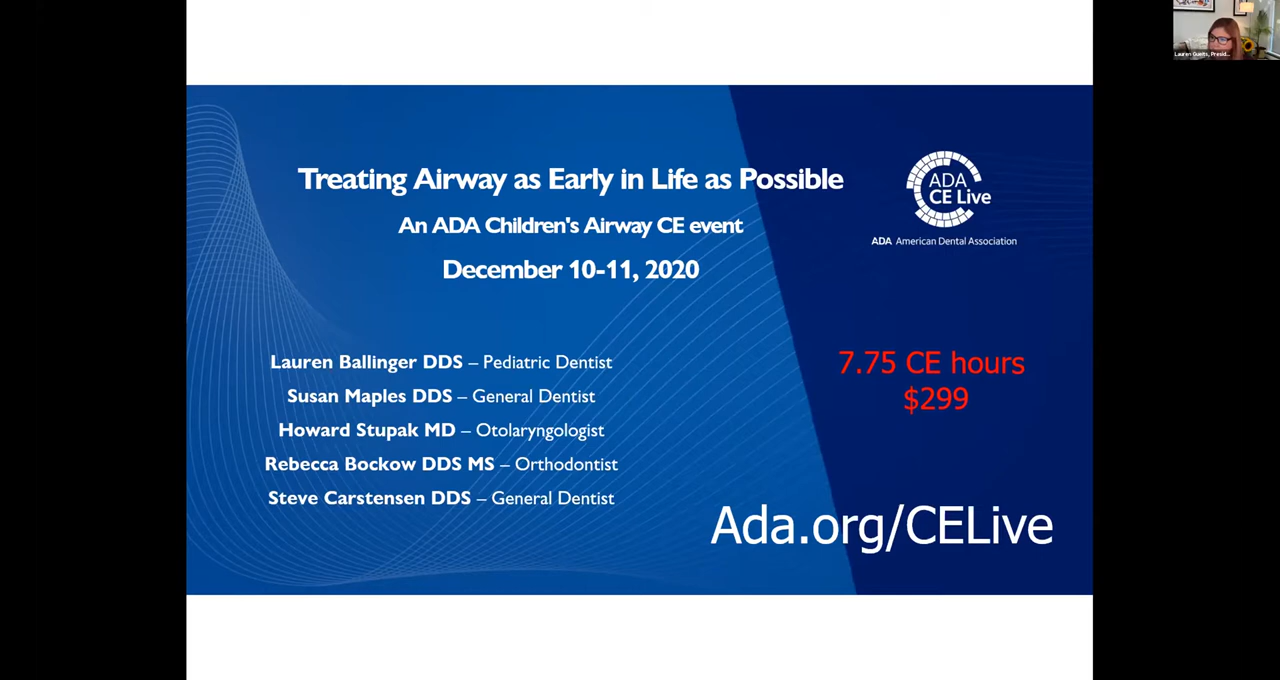 Treating Airway as Early in Life as Possible
An ADA Children's Airway CE event
December 10-11, 2020
ADA
CE Live
ADA American Dental Association
Lauren Ballinger DDS – Pediatric Dentist
Susan Maples DDS – General Dentist
Howard Stupak MD – Otolaryngologist
Rebecca Bockow DDS MS – Orthodontist
Steve Carstensen DDS – General Dentist
7.75 CE hours
$299
Ada.org/CELive
Lauren Gueits, Presid...